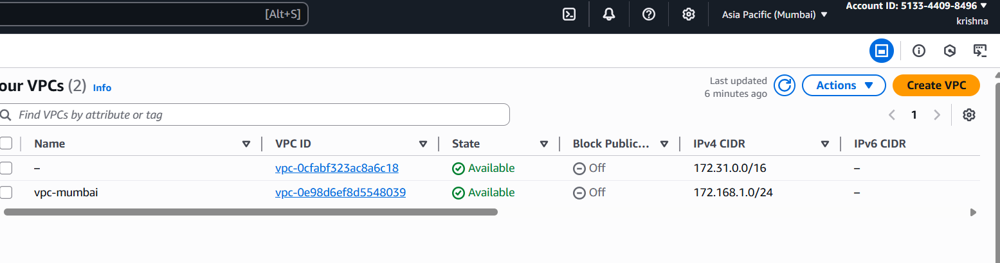 [Alt+S]
Asia Pacific (Mumbai)
Account ID: 5133-4409-8496
krishna
our VPCs (2) Info
Last updated
6 minutes ago
Actions
Create VPC
Find VPCs by attribute or tag
1
Name VPC ID State Block Public... IPv4 CIDR IPv6 CIDR
– vpc-0cfabf323ac8a6c18 Available Off 172.31.0.0/16 –
vpc-mumbai vpc-0e98d6ef8d5548039 Available Off 172.168.1.0/24 –